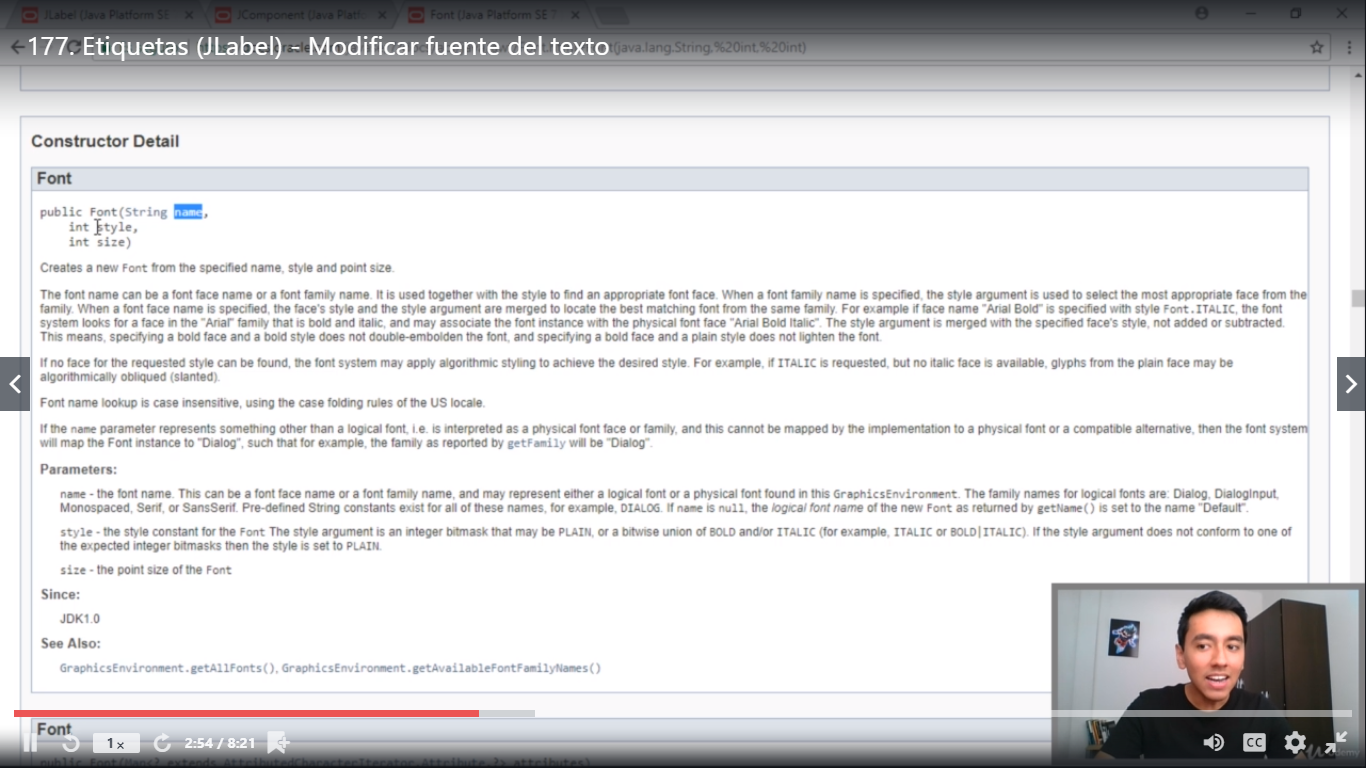 JLabel (Java Platform SE
JComponent (Java Platf
Font (Java Platform SE 7
177. Etiquetas (JLabel) - Modificar fuente del texto
(java.lang.String,%20int,%20int)
Constructor Detail
Font
public Font(String name,
int style,
int size)
Creates a new Font from the specified name, style and point size.
The font name can be a font face name or a font family name. It is used together with the style to find an appropriate font face. When a font family name is specified, the style argument is used to select the most appropriate face from the
family. When a font face name is specified, the face's style and the style argument are merged to locate the best matching font from the same family. For example if face name "Arial Bold" is specified with style Font.ITALIC, the font
system looks for a face in the "Arial" family that is bold and italic, and may associate the font instance with the physical font face "Arial Bold Italic". The style argument is merged with the specified face's style, not added or subtracted.
This means, specifying a bold face and a bold style does not double-embolden the font, and specifying a bold face and a plain style does not lighten the font.
If no face for the requested style can be found, the font system may apply algorithmic styling to achieve the desired style. For example, if ITALIC is requested, but no italic face is available, glyphs from the plain face may be
algorithmically obliqued (slanted).
Font name lookup is case insensitive, using the case folding rules of the US locale.
If the name parameter represents something other than a logical font, i.e. is interpreted as a physical font face or family, and this cannot be mapped by the implementation to a physical font or a compatible alternative, then the font system
will map the Font instance to "Dialog", such that for example, the family as reported by getFamily will be "Dialog".
Parameters:
name - the font name. This can be a font face name or a font family name, and may represent either a logical font or a physical font found in this GraphicsEnvironment. The family names for logical fonts are: Dialog, DialogInput,
Monospaced, Serif, or SansSerif. Pre-defined String constants exist for all of these names, for example, DIALOG. If name is null, the logical font name of the new Font as returned by getName() is set to the name "Default".
style - the style constant for the Font The style argument is an integer bitmask that may be PLAIN, or a bitwise union of BOLD and/or ITALIC (for example, ITALIC or BOLD|ITALIC). If the style argument does not conform to one of
the expected integer bitmasks then the style is set to PLAIN.
size - the point size of the Font
Since:
JDK1.0
See Also:
GraphicsEnvironment.getAllFonts(), GraphicsEnvironment.getAvailableFontFamilyNames()
Font
1x
2:54 / 8:21
CC
public Font(Map<? extends AttributedCharacterIterator.Attribute,?> attributes)